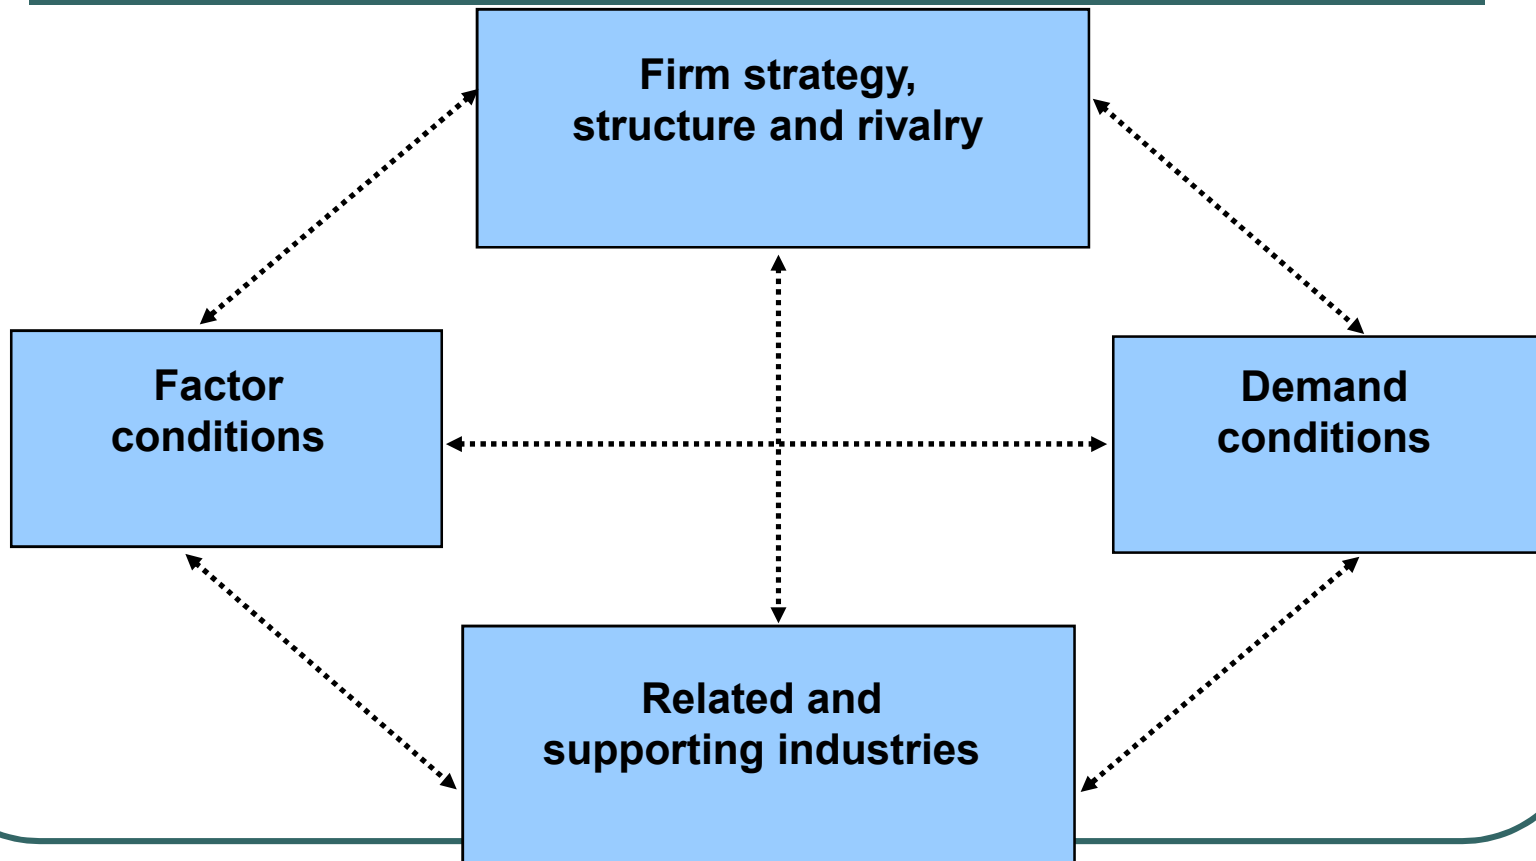 Firm strategy,
structure and rivalry
Factor
conditions
Demand
conditions
Related and
supporting industries